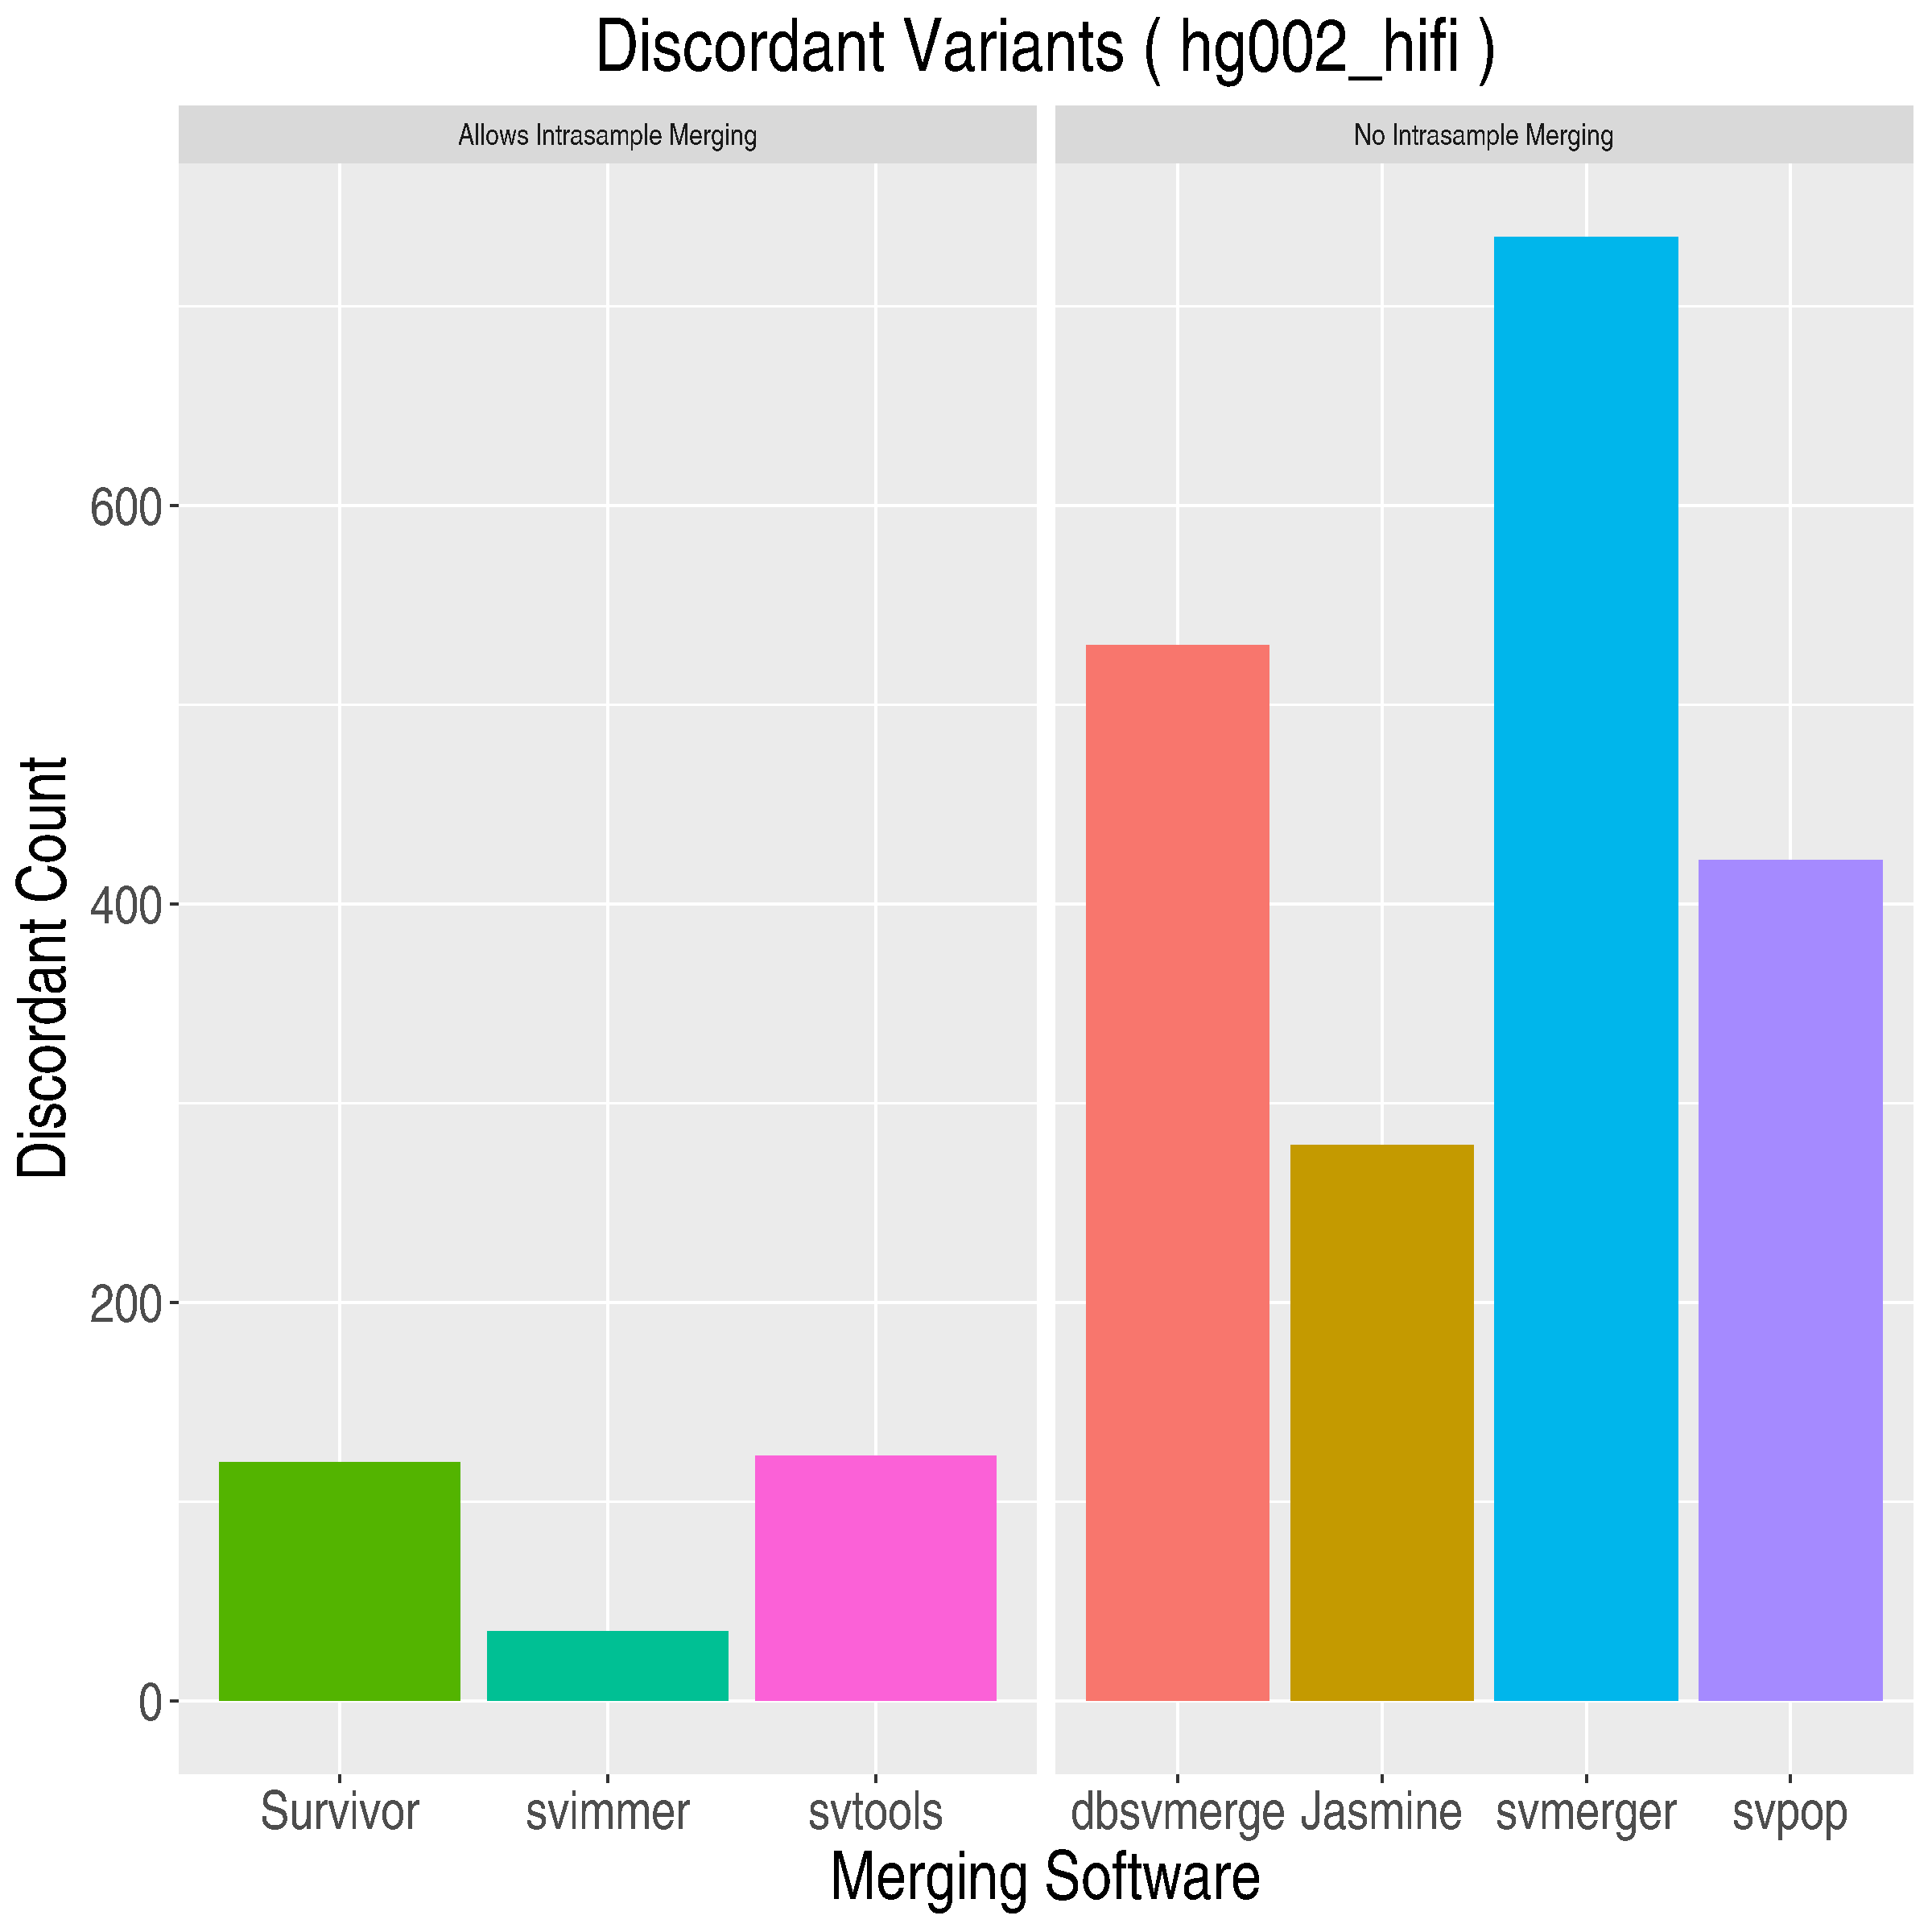 Discordant Variants ( hg002_hifi )
Allows Intrasample Merging
No Intrasample Merging
Discordant Count
600
400
200
0
Survivor
svimmer
svtools
dbsvmerge
Jasmine
svmerger
svpop
Merging Software